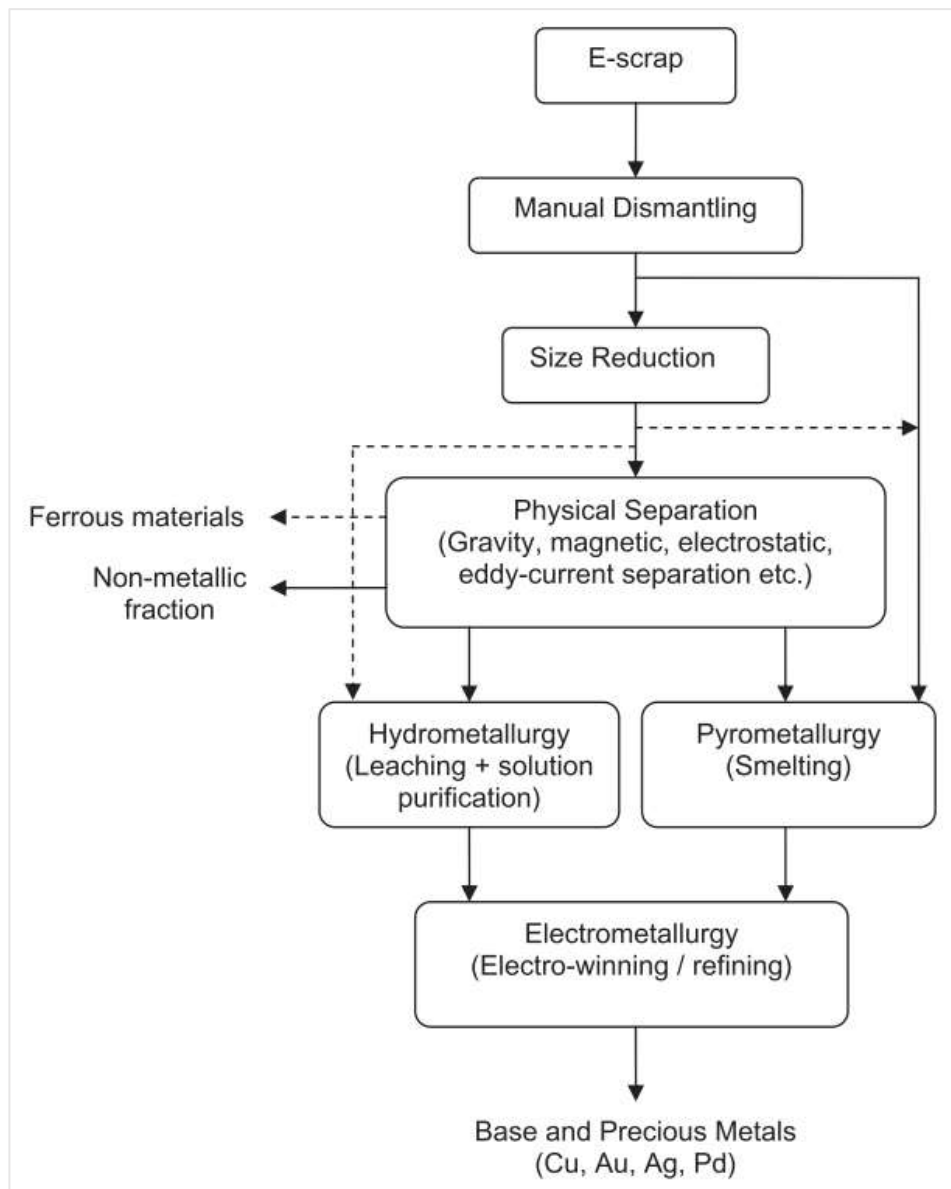 E-scrap
Manual Dismantling
Size Reduction
Physical Separation
(Gravity, magnetic, electrostatic,
eddy-current separation etc.)
Ferrous materials
Non-metallic
fraction
Hydrometallurgy
(Leaching + solution
purification)
Pyrometallurgy
(Smelting)
Electrometallurgy
(Electro-winning / refining)
Base and Precious Metals
(Cu, Au, Ag, Pd)